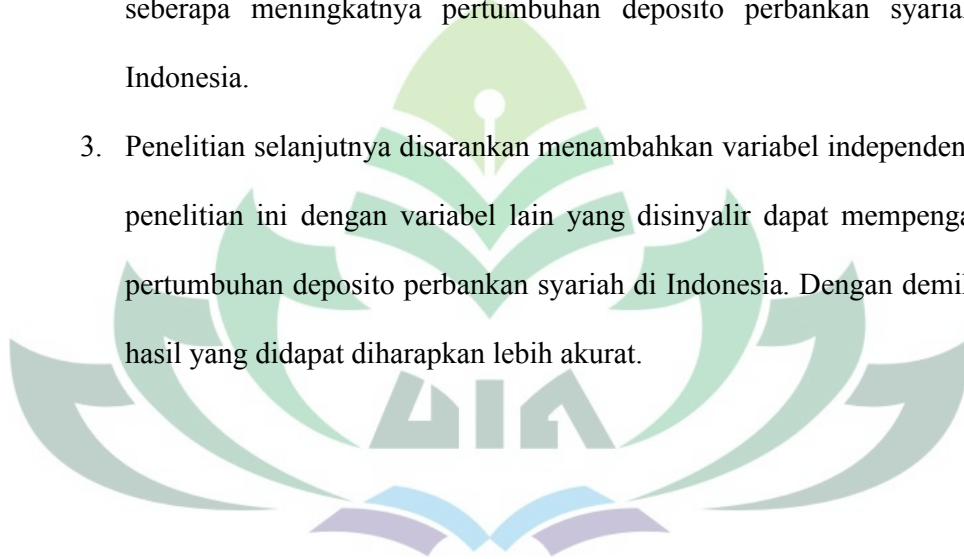 seberapa meningkatnya pertumbuhan deposito perbankan
Indonesia.
3. Penelitian selanjutnya disarankan menambahkan variabel independen
penelitian ini dengan variabel lain yang disinyalir dapat
pertumbuhan deposito perbankan syariah di Indonesia. Dengan
hasil yang didapat diharapkan lebih akurat.
UIN